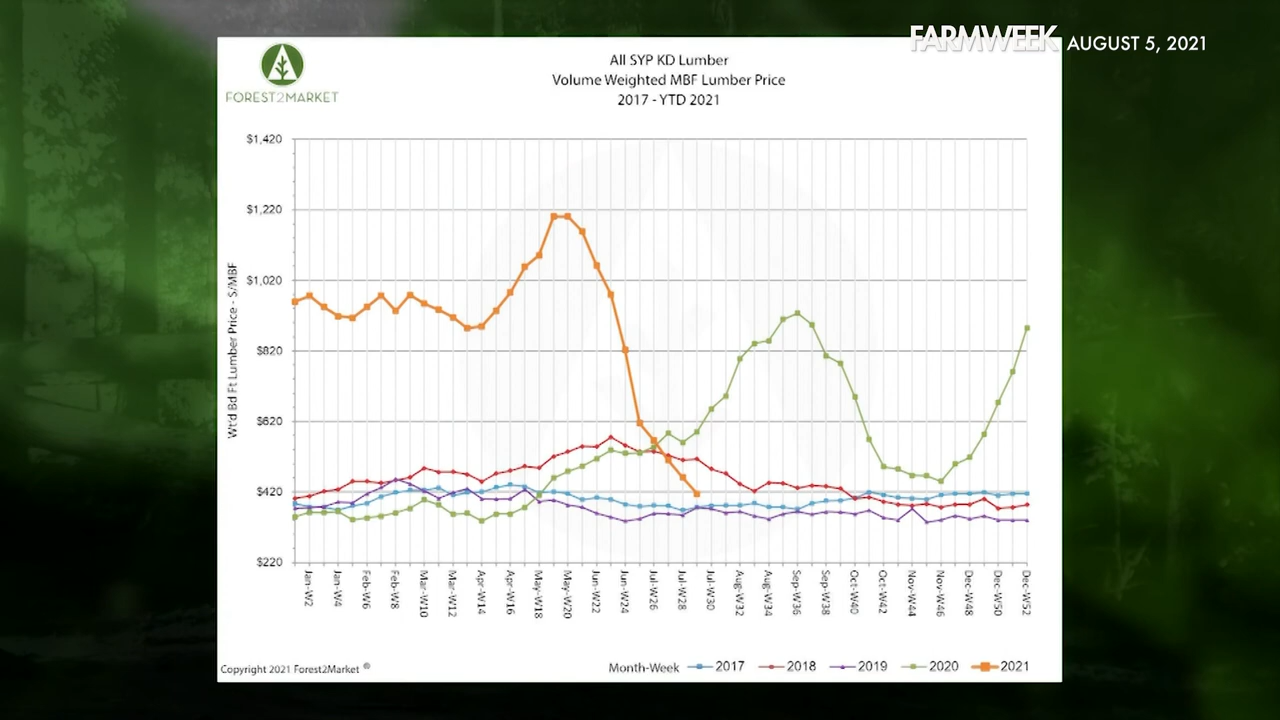 FARMWEEK AUGUST 5, 2021
FOREST2MARKET
All SYP KD Lumber
Volume Weighted MBF Lumber Price
2017 - YTD 2021
Wt'd Bd Ft Lumber Price - $/MBF
$1,420
$1,220
$1,020
$820
$620
$420
$220
Jan-W2
Jan-W4
Feb-W6
Feb-W8
Mar-W10
Mar-W12
Apr-W14
Apr-W16
May-W18
May-W20
Jun-W22
Jun-W24
Jul-W26
Jul-W28
Jul-W30
Aug-W32
Aug-W34
Sep-W36
Sep-W38
Oct-W40
Oct-W42
Nov-W44
Nov-W46
Dec-W48
Dec-W50
Dec-W52
Copyright 2021 Forest2Market ®
Month-Week 2017 2018 2019 2020 2021